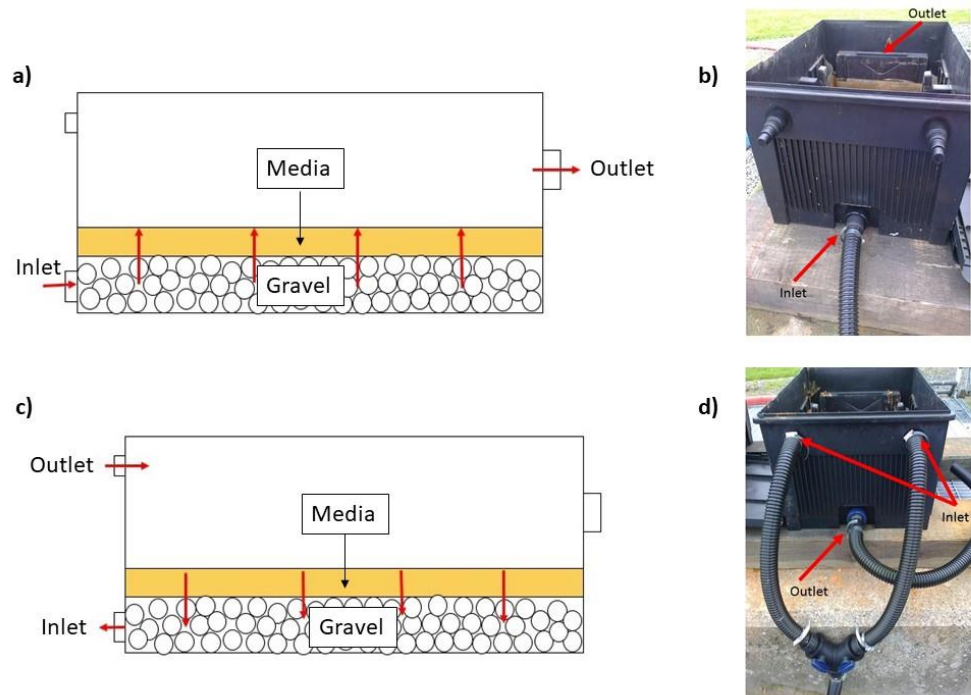 a)
Media
Outlet
Inlet
Gravel
b)
Outlet
Inlet
c)
Outlet
Media
Inlet
Gravel
d)
Inlet
Outlet